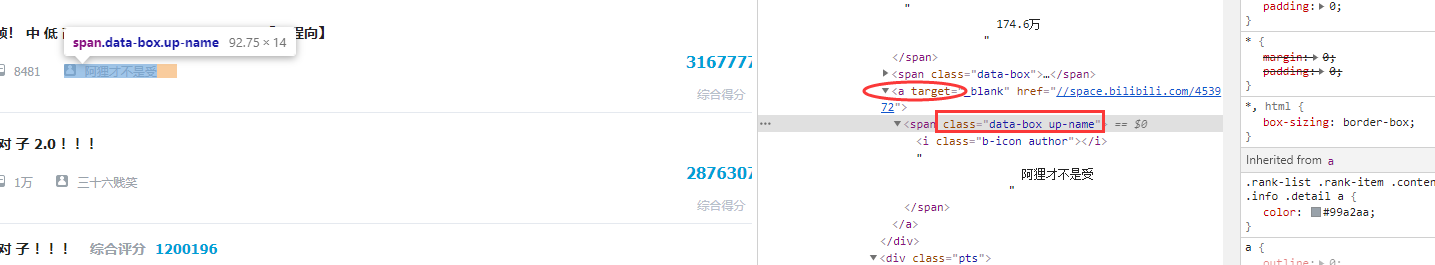 中 低
程向】
span.data-box.up-name 92.75 × 14
8481 阿狸才不是受
3167777
综合得分
对 子 2.0！！！
1万 三十六贱笑
2876307
综合得分
对 子！！！ 综合评分 1200196
"
174.6万
"
</span>
▶<span class="data-box">…</span>
▼<a target="_blank" href="//space.bilibili.com/4539
72">
… ▼<span class="data-box up-name"> == $0
<i class="b-icon author"></i>
"
阿狸才不是受
"
</span>
</a>
</div>
▼<div class="pts">
padding:▶ 0;
}
* {
margin:▶ 0;
padding:▶ 0;
}
*, html {
box-sizing: border-box;
}
Inherited from a
.rank-list .rank-item .conten
.info .detail a {
color: #99a2aa;
}
a {
outline:▶ 0;